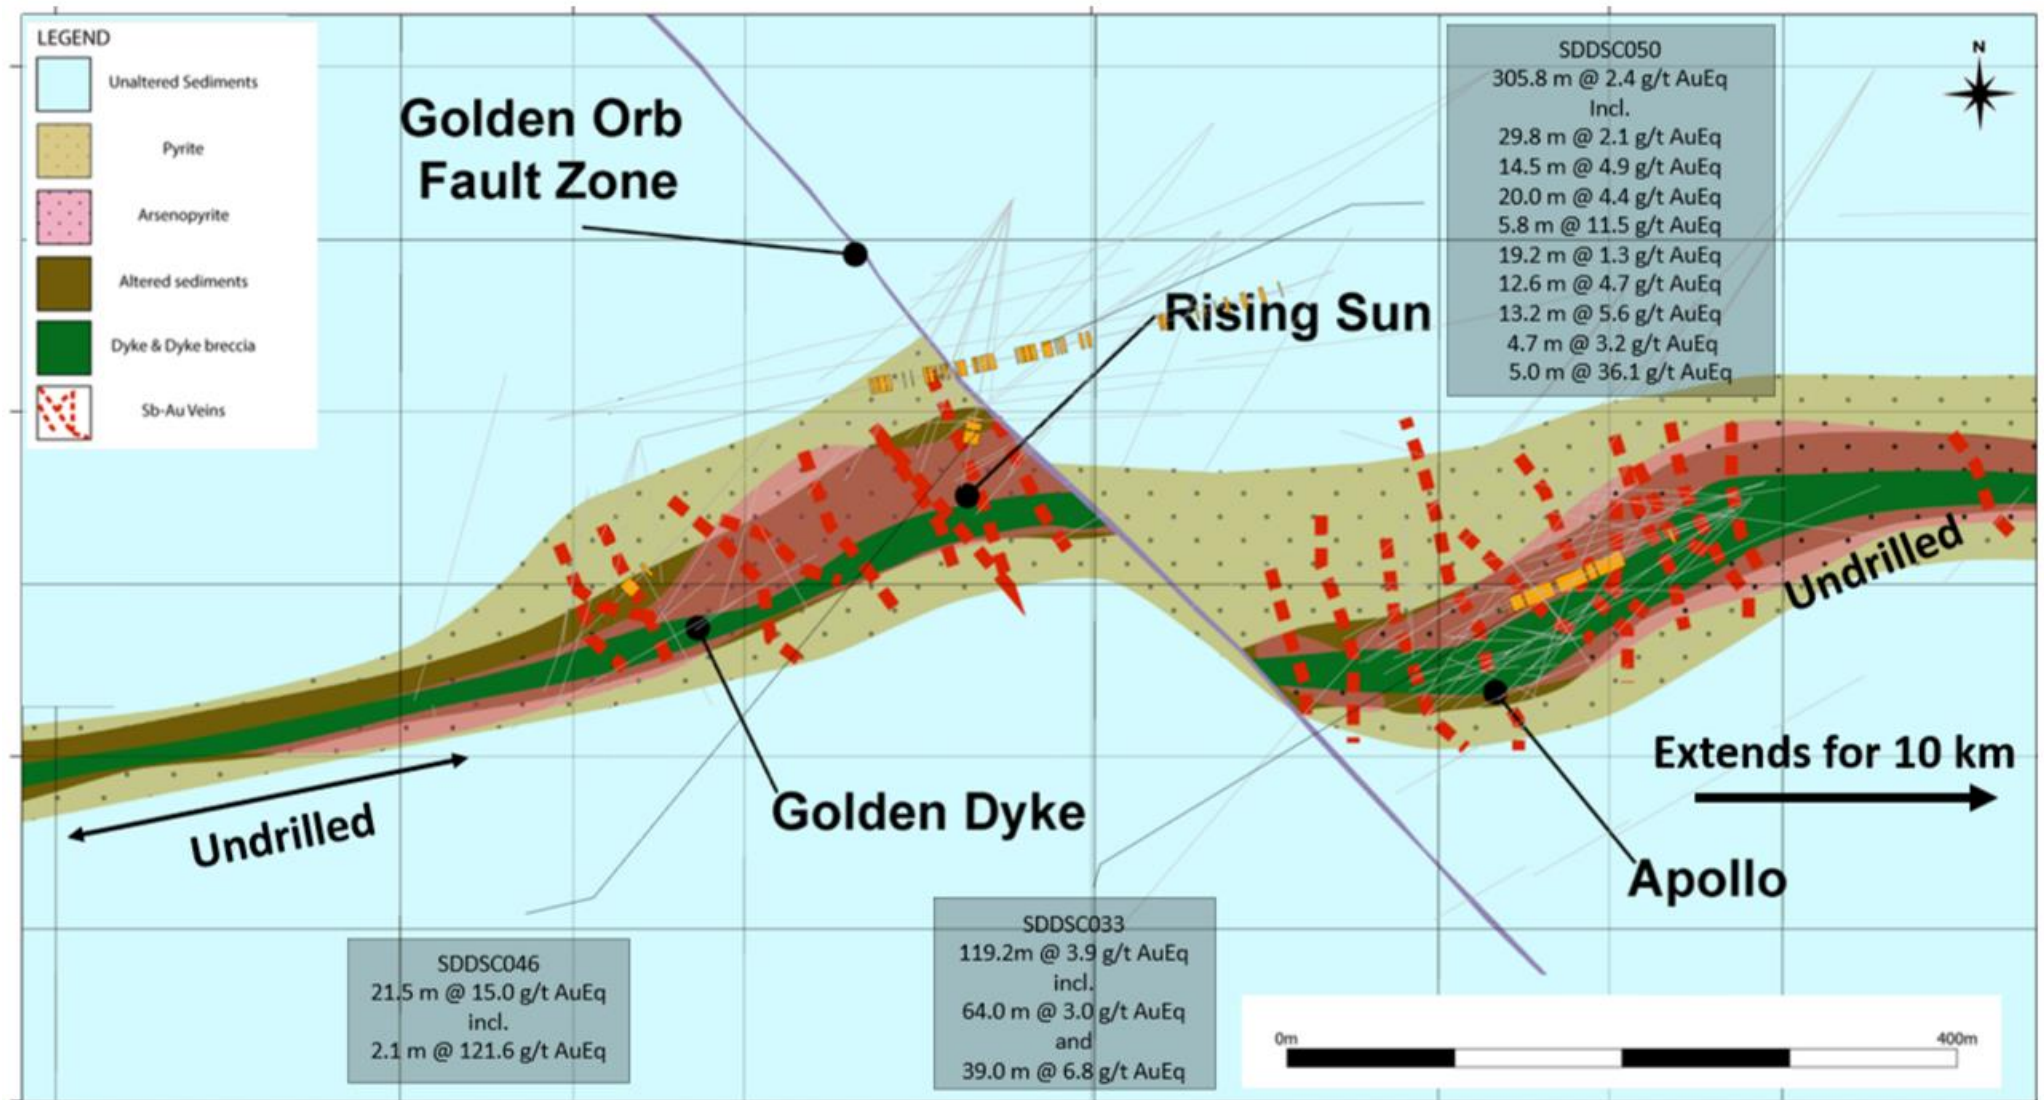 LEGEND
Unaltered Sediments
Pyrite
Arsenopyrite
Altered sediments
Dyke & Dyke breccia
Sb-Au Veins
Golden Orb
Fault Zone
Rising Sun
SDDSC050
305.8 m @ 2.4 g/t AuEq
Incl.
29.8 m @ 2.1 g/t AuEq
14.5 m @ 4.9 g/t AuEq
20.0 m @ 4.4 g/t AuEq
5.8 m @ 11.5 g/t AuEq
19.2 m @ 1.3 g/t AuEq
12.6 m @ 4.7 g/t AuEq
13.2 m @ 5.6 g/t AuEq
4.7 m @ 3.2 g/t AuEq
5.0 m @ 36.1 g/t AuEq
N
Undrilled
Golden Dyke
Undrilled
Extends for 10 km
Apollo
SDDSC046
21.5 m @ 15.0 g/t AuEq
incl.
2.1 m @ 121.6 g/t AuEq
SDDSC033
119.2m @ 3.9 g/t AuEq
incl.
64.0 m @ 3.0 g/t AuEq
and
39.0 m @ 6.8 g/t AuEq
0m 400m